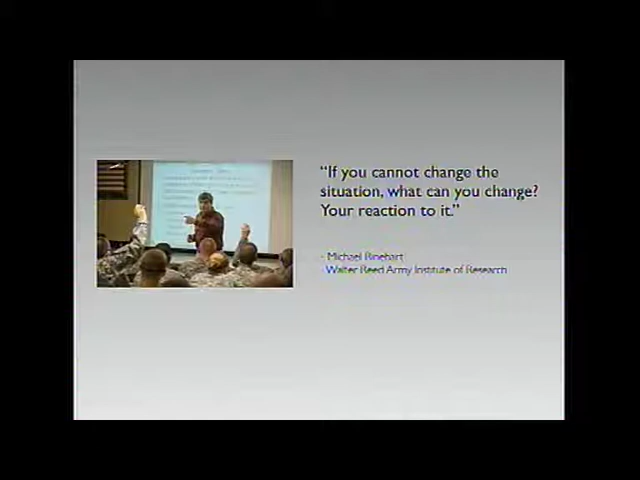 “If you cannot change the
situation, what can you change?
Your reaction to it.”
- Michael Rinehart
Walter Reed Army Institute of Research